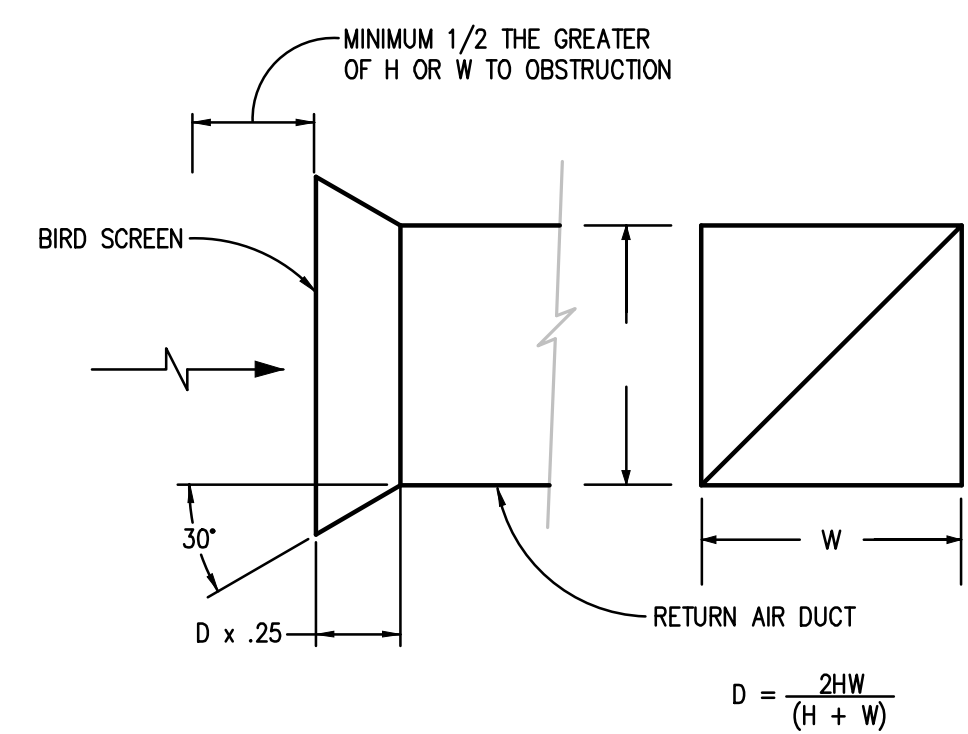 MINIMUM 1/2 THE GREATER
OF H OR W TO OBSTRUCTION
BIRD SCREEN
30°
W
D x .25
RETURN AIR DUCT
D = 2HW
(H + W)